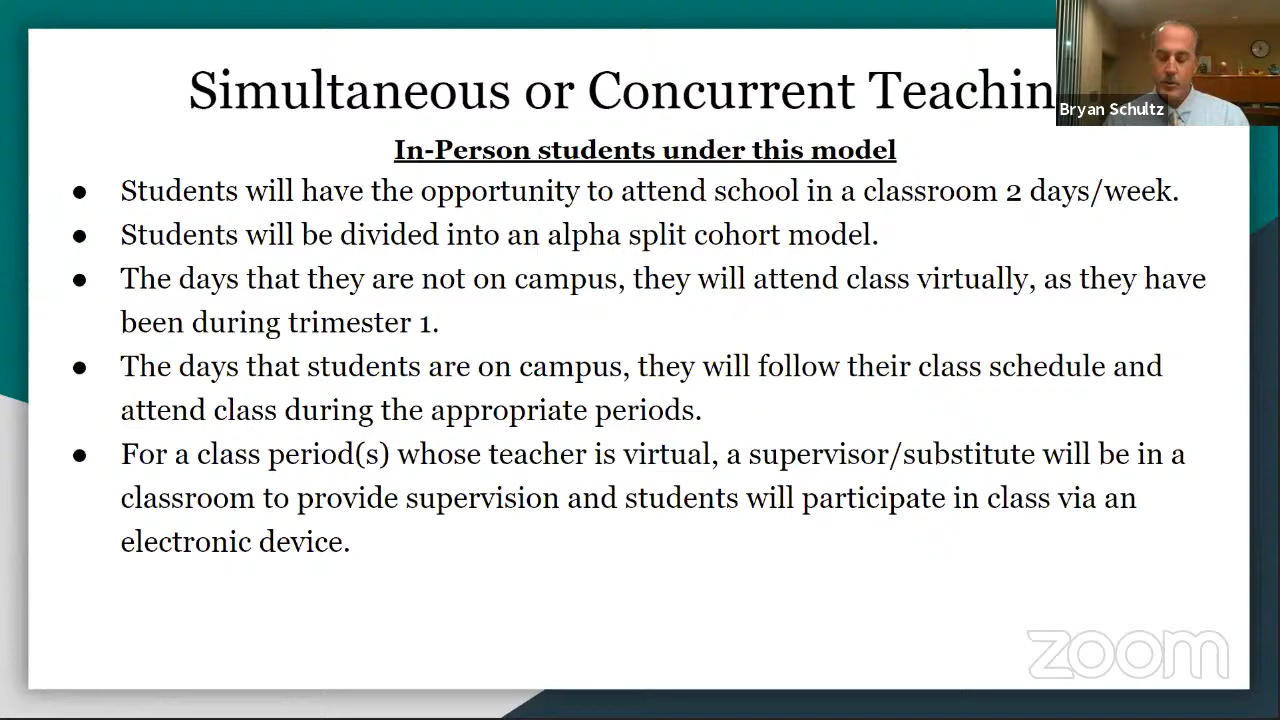 Simultaneous or Concurrent Teachin
Bryan Schultz
In-Person students under this model
● Students will have the opportunity to attend school in a classroom 2 days/week.
● Students will be divided into an alpha split cohort model.
● The days that they are not on campus, they will attend class virtually, as they have
been during trimester 1.
● The days that students are on campus, they will follow their class schedule and
attend class during the appropriate periods.
● For a class period(s) whose teacher is virtual, a supervisor/substitute will be in a
classroom to provide supervision and students will participate in class via an
electronic device.
zoom